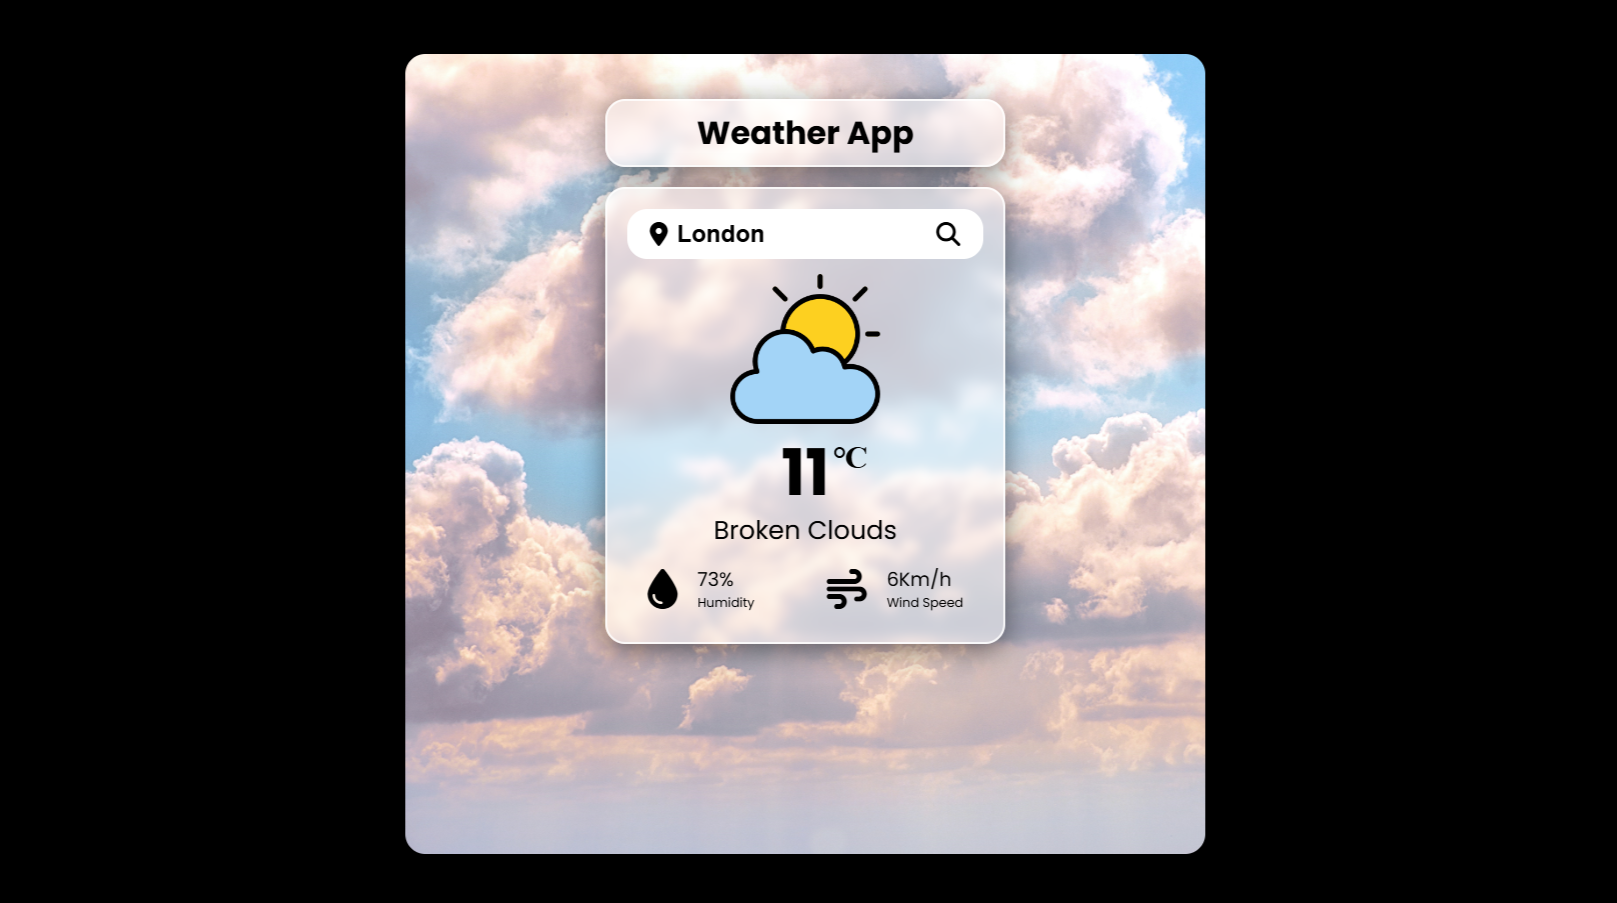 Weather App
London
11°C
Broken Clouds
73%
Humidity
6Km/h
Wind Speed